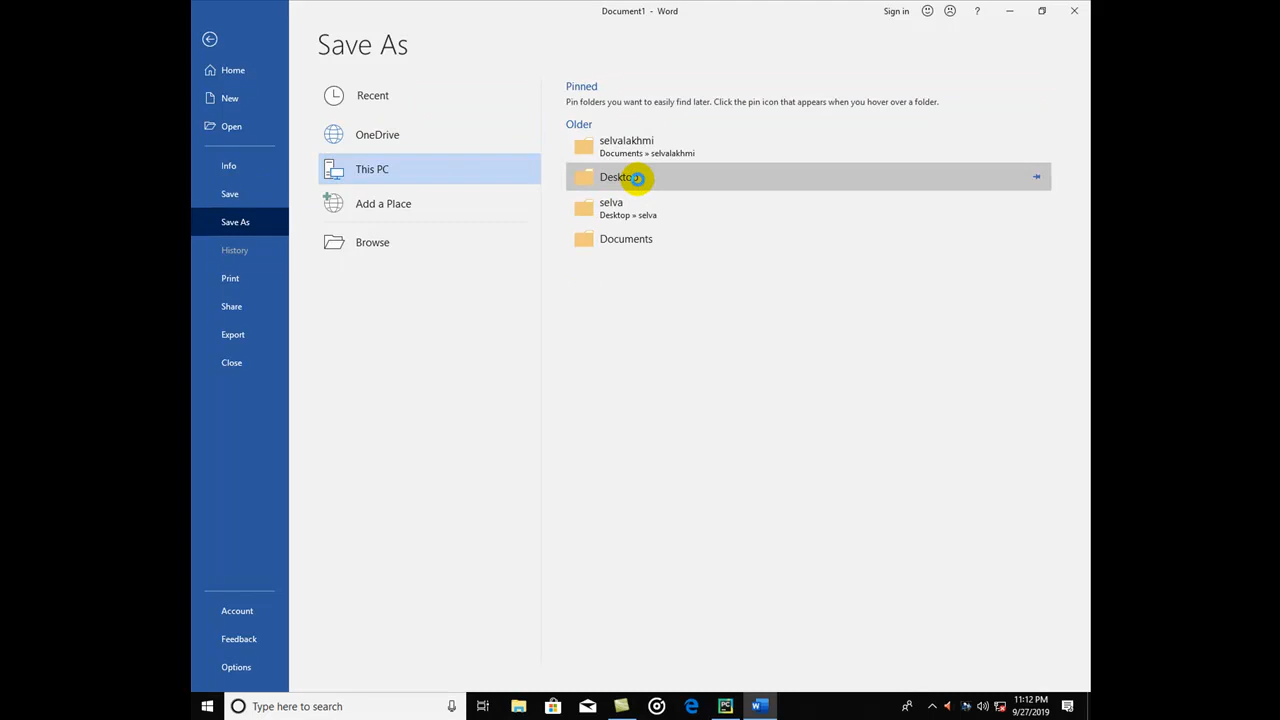 Document1 - Word
Sign in
?
Save As
Home
New
Open
Info
Save
Save As
History
Print
Share
Export
Close
Account
Feedback
Options
Recent
OneDrive
This PC
Add a Place
Browse
Pinned
Pin folders you want to easily find later. Click the pin icon that appears when you hover over a folder.
Older
selvalakhmi
Documents » selvalakhmi
Desktop
selva
Desktop » selva
Documents
Type here to search
11:12 PM
9/27/2019